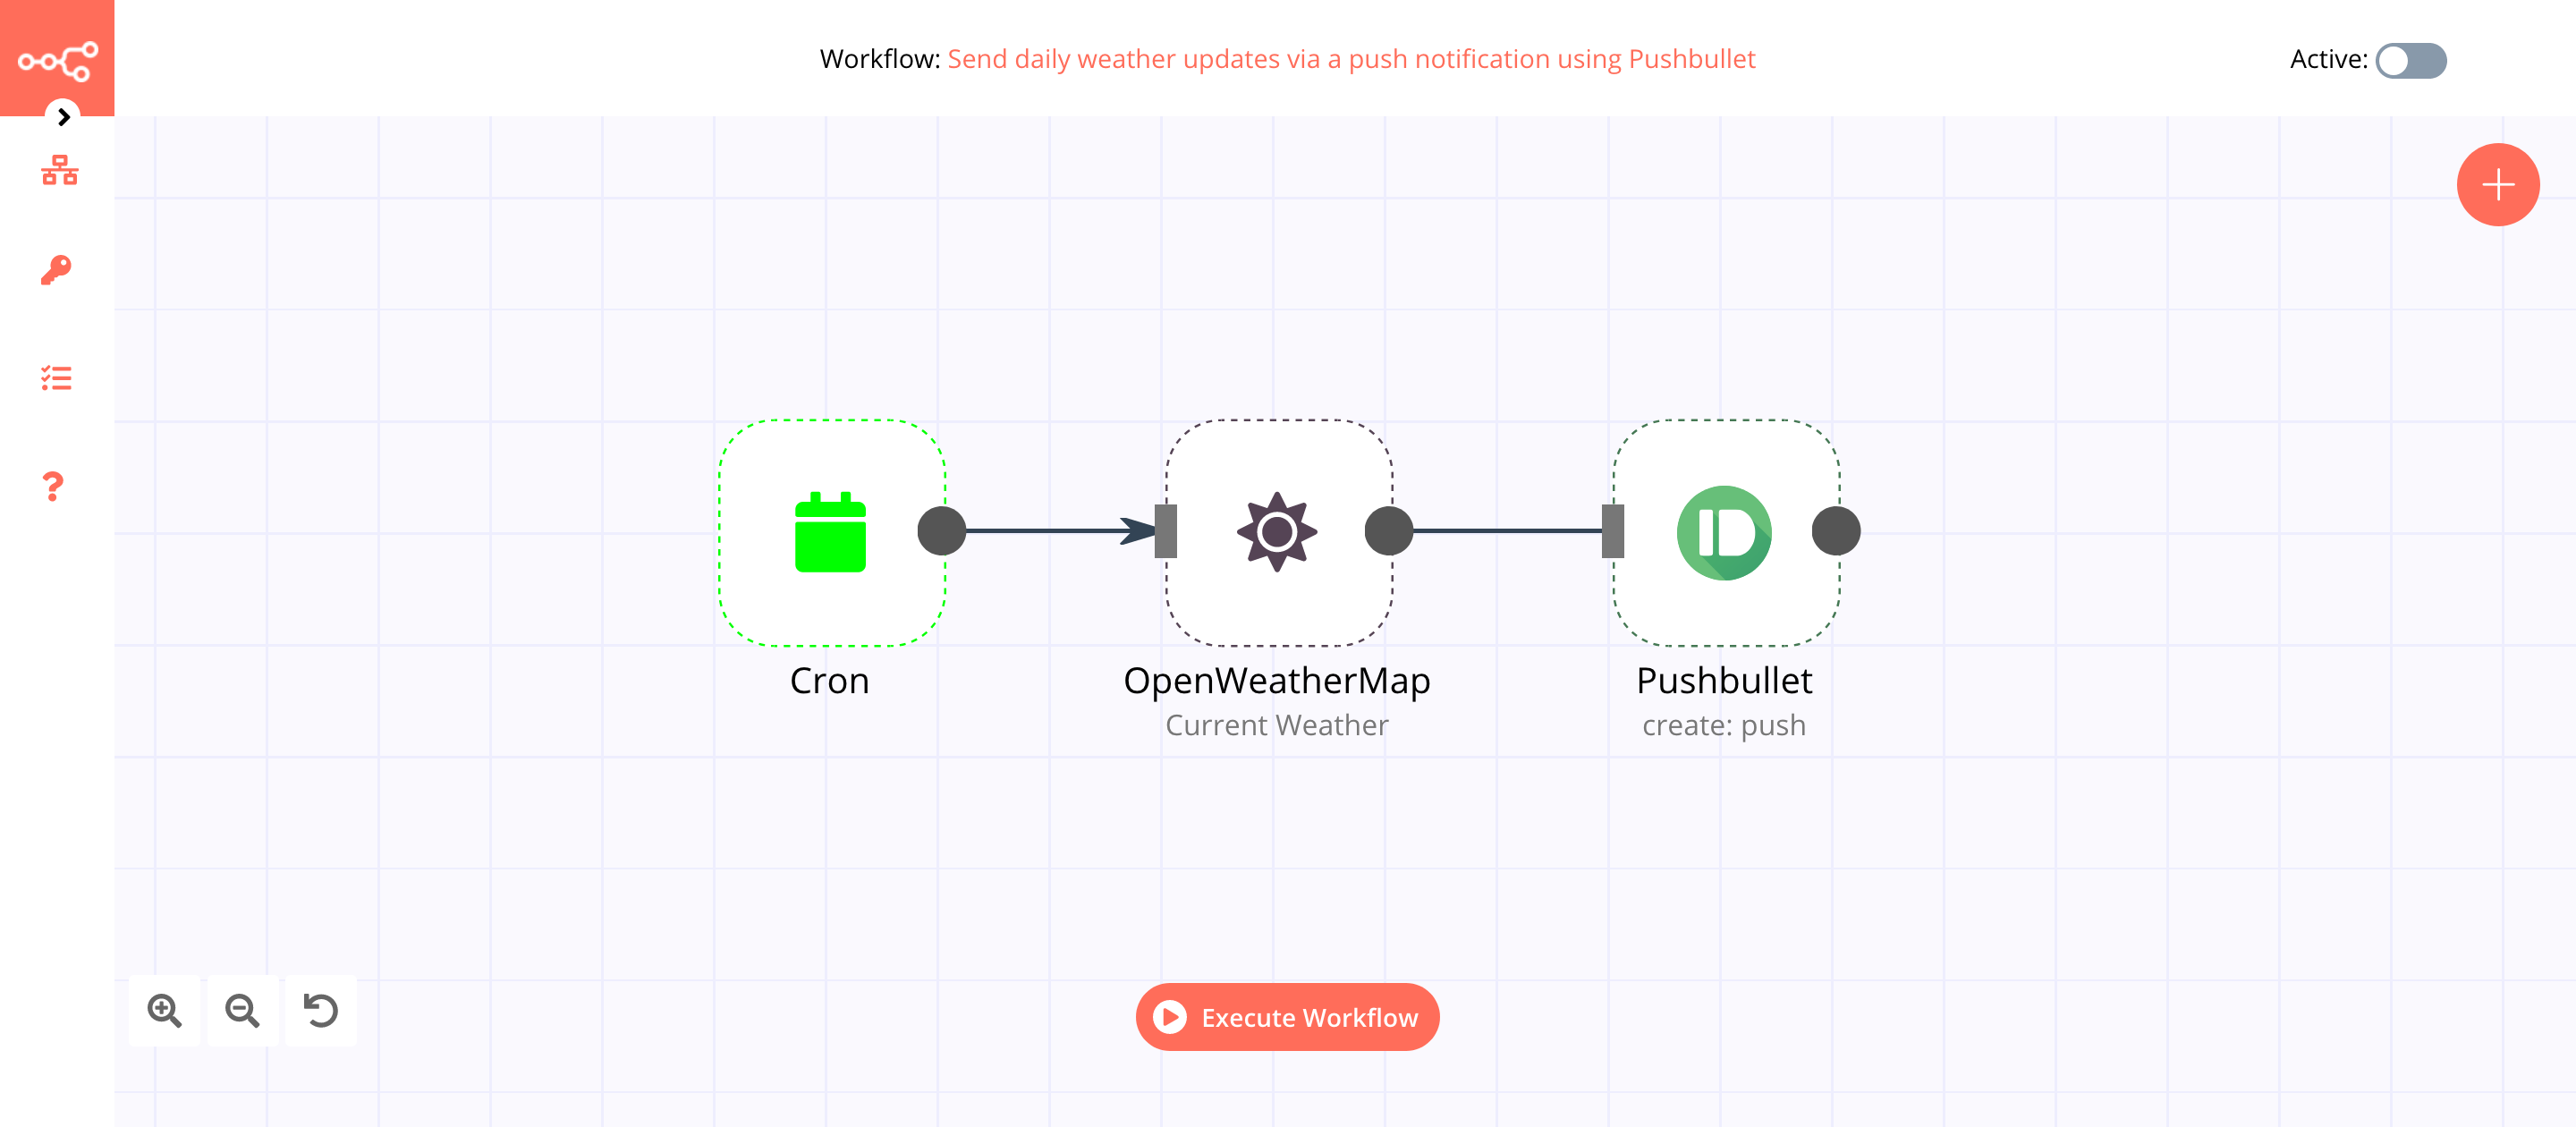 Workflow: Send daily weather updates via a push notification using Pushbullet
Active:
Cron
OpenWeatherMap
Current Weather
Pushbullet
create: push
Execute Workflow